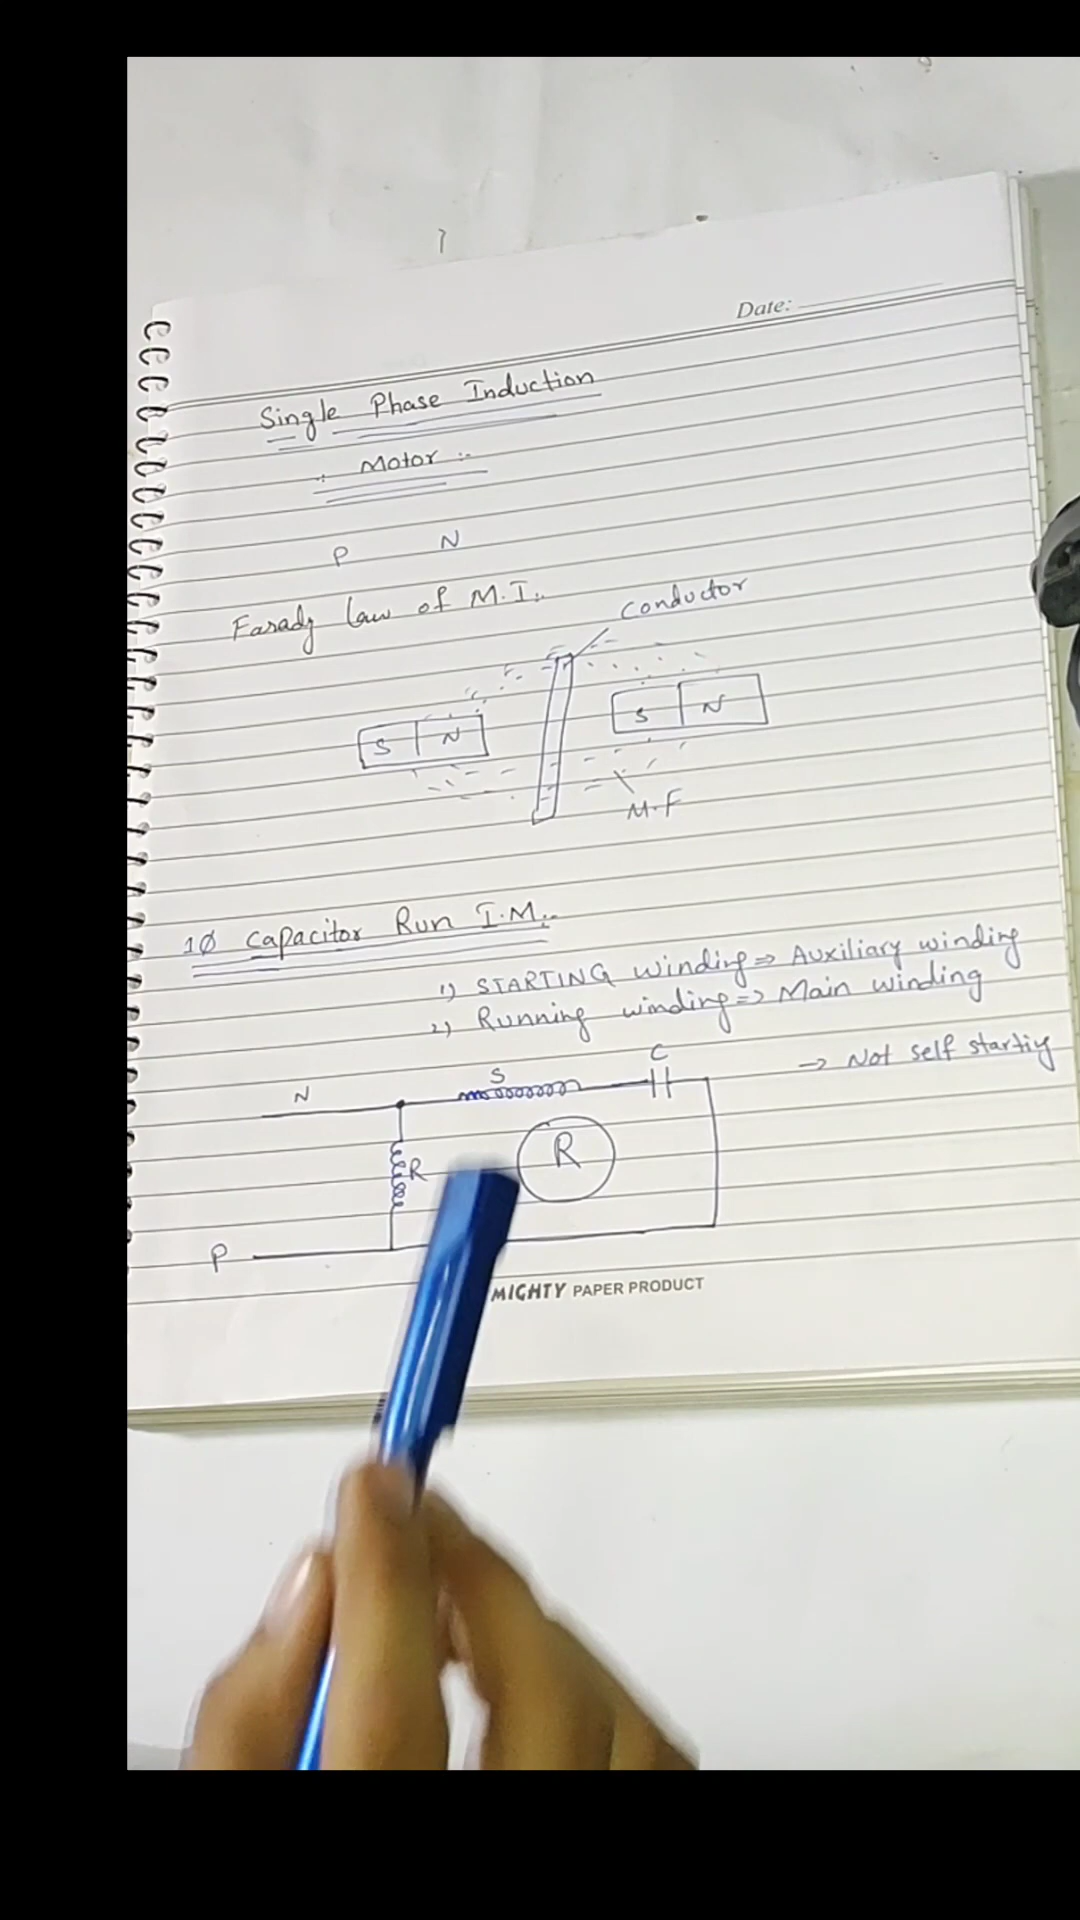 Date:
Single Phase Induction
Motor :-
P N
Farady law of M.I.:
Conductor
S N
S N
M.F
1Ø Capacitor Run I.M.:
1) STARTING winding => Auxiliary winding
2) Running winding => Main winding
→ Not self starting
N S C
R R
P
MIGHTY PAPER PRODUCT